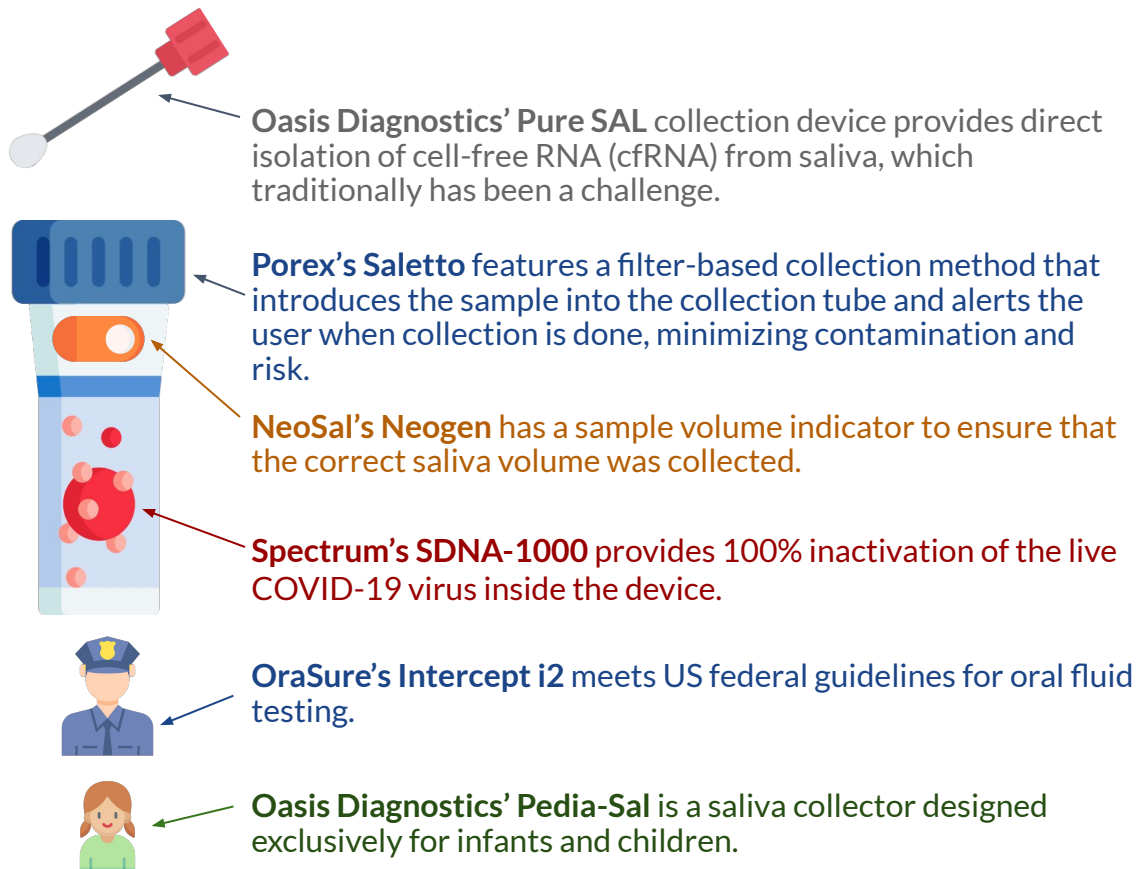 Oasis Diagnostics’ Pure SAL collection device provides direct
isolation of cell-free RNA (cfRNA) from saliva, which
traditionally has been a challenge.
Porex’s Saletto features a filter-based collection method that
introduces the sample into the collection tube and alerts the
user when collection is done, minimizing contamination and
risk.
NeoSal’s Neogen has a sample volume indicator to ensure that
the correct saliva volume was collected.
Spectrum’s SDNA-1000 provides 100% inactivation of the live
COVID-19 virus inside the device.
OraSure’s Intercept i2 meets US federal guidelines for oral fluid
testing.
Oasis Diagnostics’ Pedia-Sal is a saliva collector designed
exclusively for infants and children.